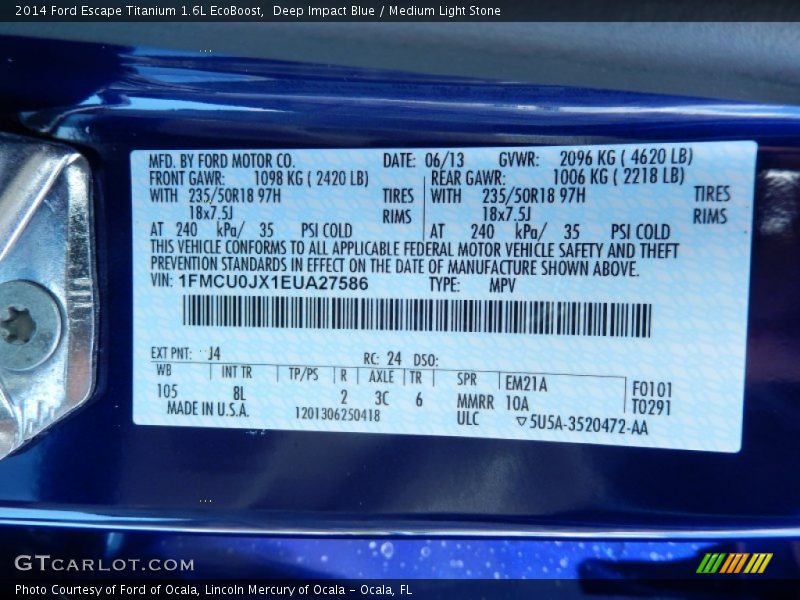 2014 Ford Escape Titanium 1.6L EcoBoost,  Deep Impact Blue / Medium Light Stone
MFD. BY FORD MOTOR CO. DATE: 06/13 GVWR: 2096 KG ( 4620 LB)
FRONT GAWR: 1098 KG ( 2420 LB) REAR GAWR: 1006 KG ( 2218 LB)
WITH 235/50R18 97H TIRES WITH 235/50R18 97H TIRES
18x7.5J RIMS 18x7.5J RIMS
AT 240 kPa/ 35 PSI COLD AT 240 kPa/ 35 PSI COLD
THIS VEHICLE CONFORMS TO ALL APPLICABLE FEDERAL MOTOR VEHICLE SAFETY AND THEFT
PREVENTION STANDARDS IN EFFECT ON THE DATE OF MANUFACTURE SHOWN ABOVE.
VIN: 1FMCU0JX1EUA27586 TYPE: MPV
EXT PNT: J4 RC: 24 DSO:
WB INT TR TP/PS R AXLE TR SPR EM21A F0101
105 8L 2 3C 6 MMRR 10A T0291
MADE IN U.S.A. 1201306250418 ULC ▽5U5A-3520472-AA
GTCARLOT.COM
Photo Courtesy of Ford of Ocala, Lincoln Mercury of Ocala - Ocala, FL